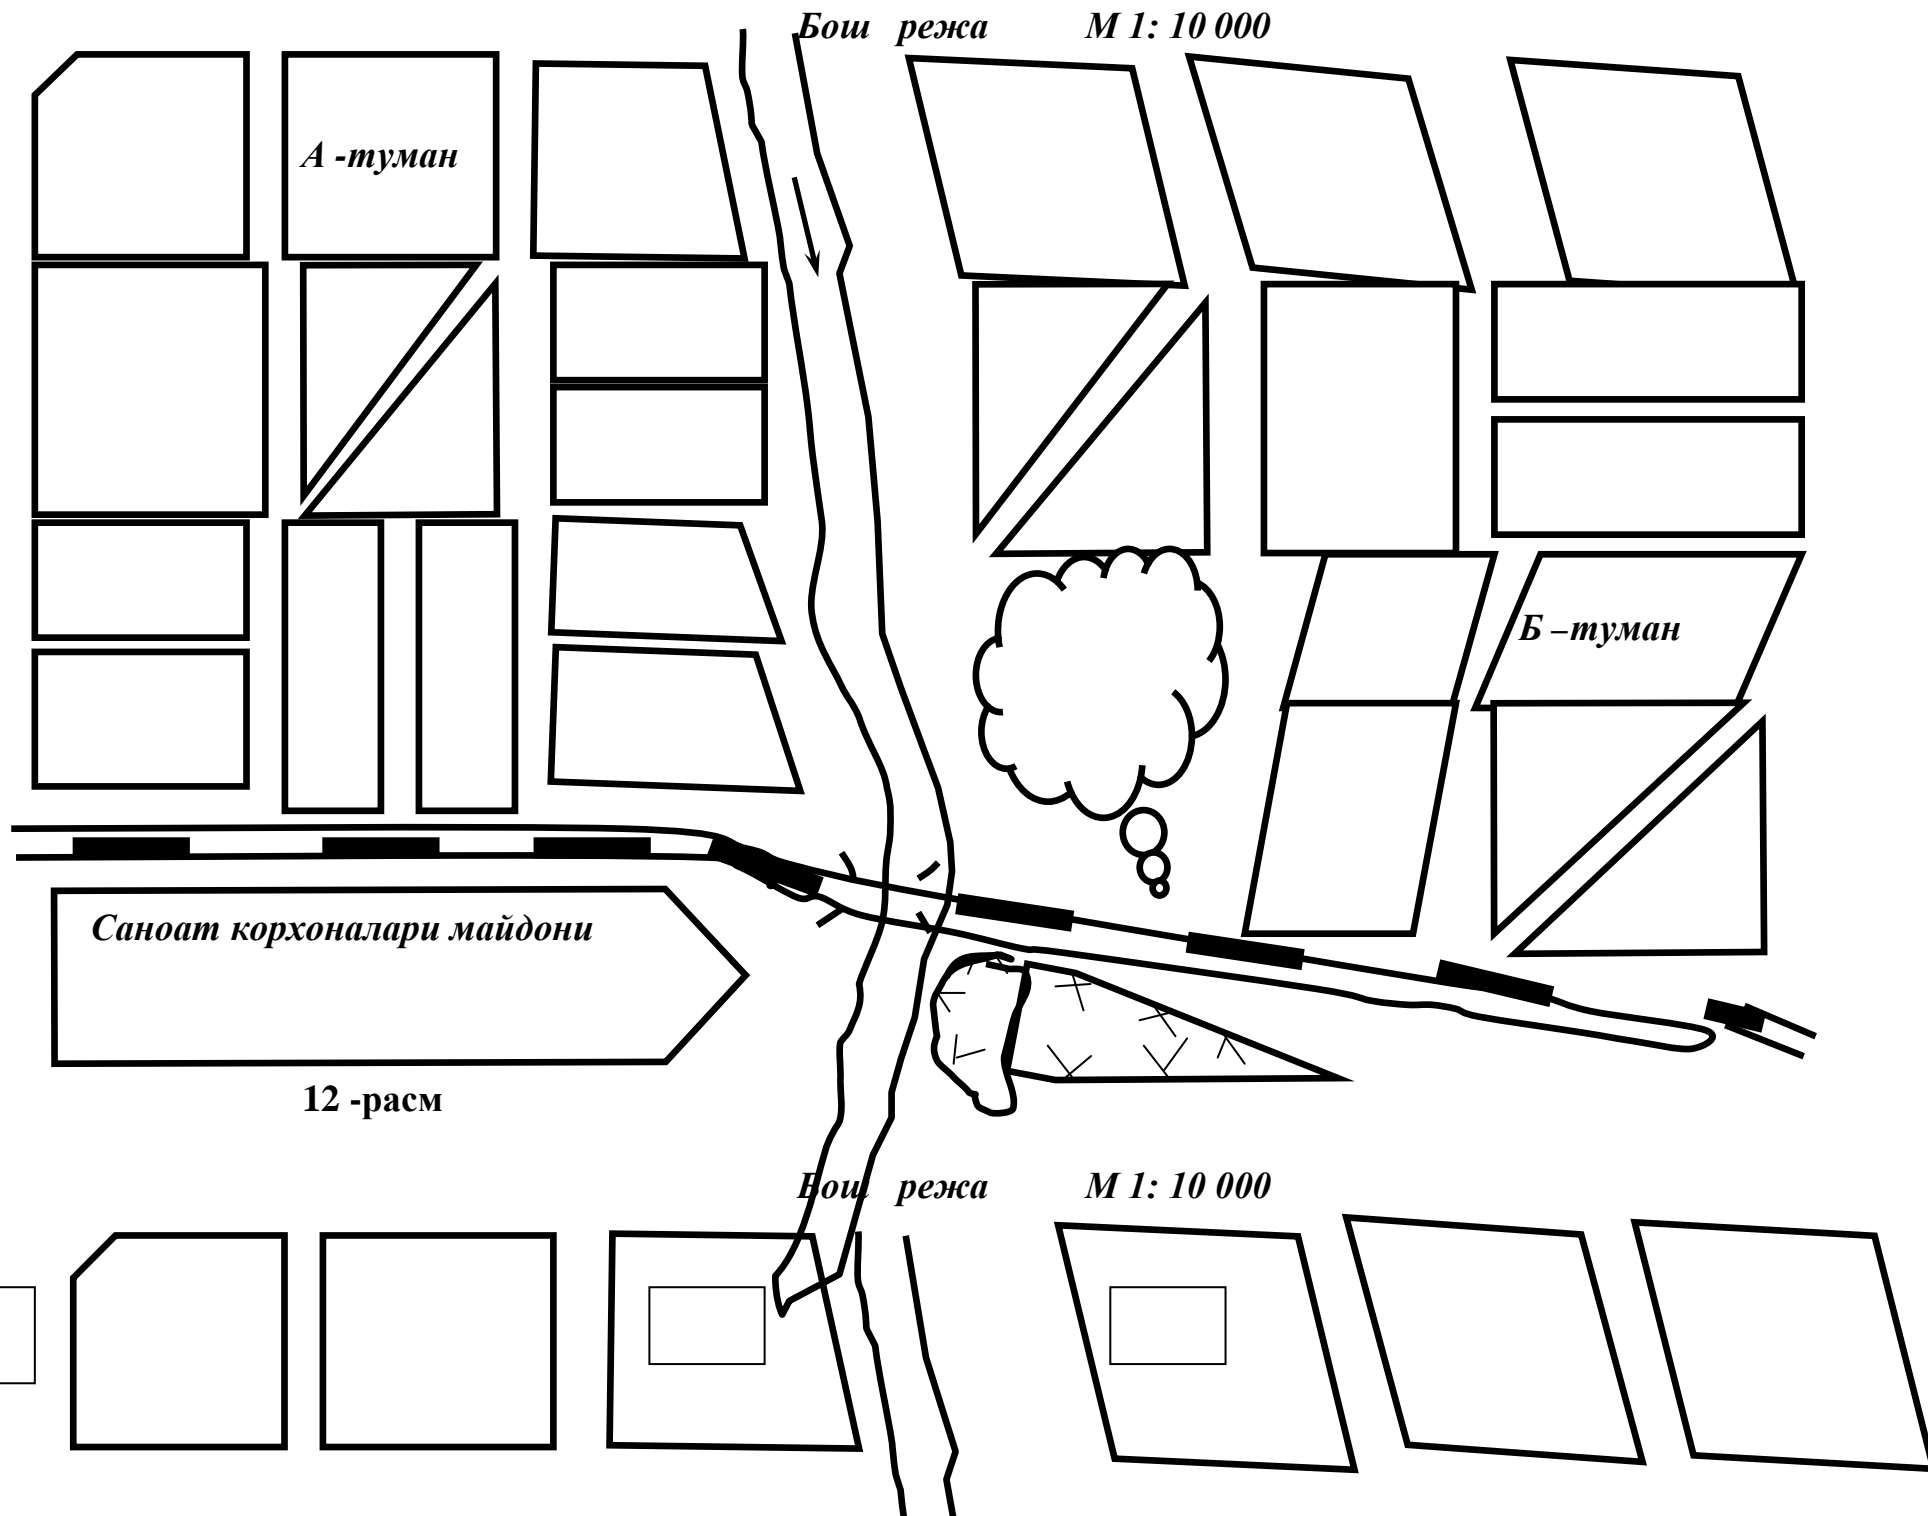 Бош режа М 1: 10 000
А -туман
Б –туман
Саноат корхоналари майдони
12 -расм
Бош режа М 1: 10 000